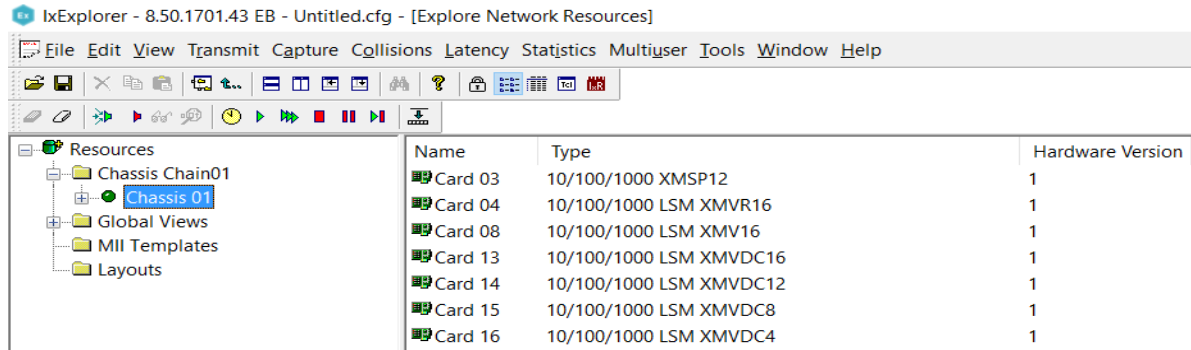 Ex IxExplorer - 8.50.1701.43 EB - Untitled.cfg - [Explore Network Resources]
File Edit View Transmit Capture Collisions Latency Statistics Multiuser Tools Window Help
Tcl
Resources
Chassis Chain01
Chassis 01
Global Views
MII Templates
Layouts
Name Type Hardware Version
Card 03 10/100/1000 XMSP12 1
Card 04 10/100/1000 LSM XMVR16 1
Card 08 10/100/1000 LSM XMV16 1
Card 13 10/100/1000 LSM XMVDC16 1
Card 14 10/100/1000 LSM XMVDC12 1
Card 15 10/100/1000 LSM XMVDC8 1
Card 16 10/100/1000 LSM XMVDC4 1